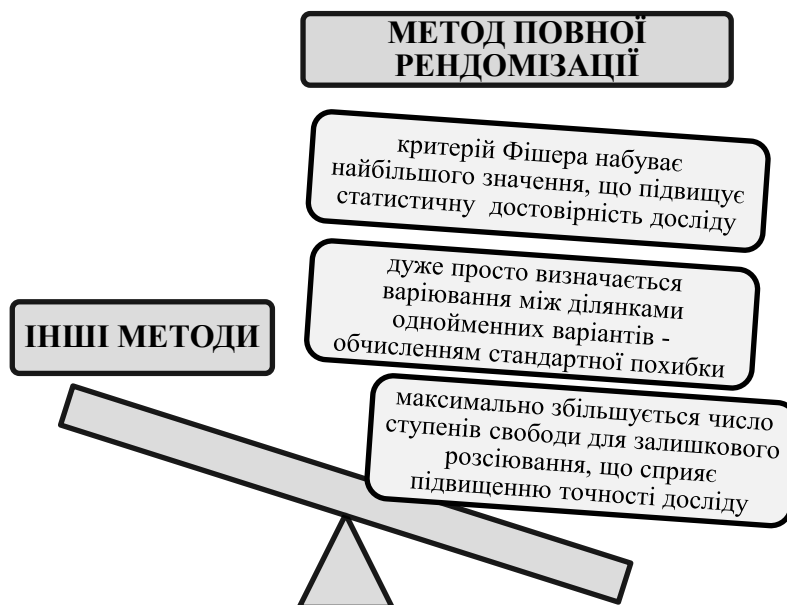 МЕТОД ПОВНОЇ
РЕНДОМІЗАЦІЇ
критерій Фішера набуває
найбільшого значення, що підвищує
статистичну достовірність досліду
дуже просто визначається
варіювання між ділянками
однойменних варіантів -
обчисленням стандартної похибки
ІНШІ МЕТОДИ
максимально збільшується число
ступенів свободи для залишкового
розсіювання, що сприяє
підвищенню точності досліду